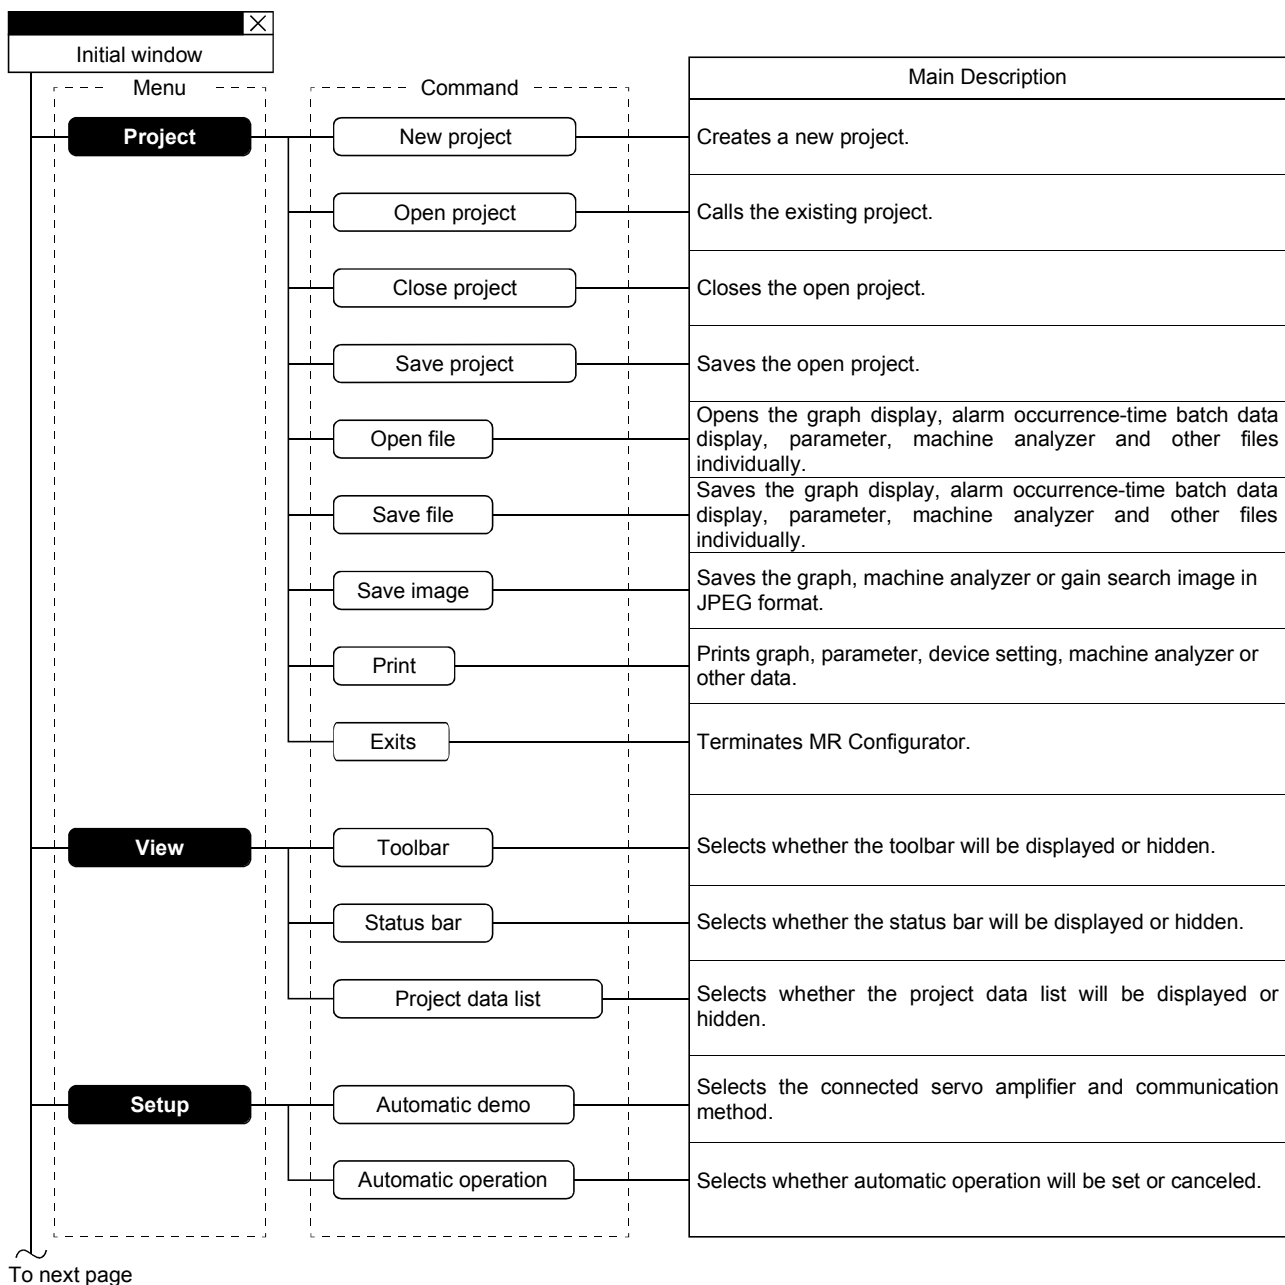 Initial window
Menu
Command
Main Description
Project
New project
Creates a new project.
Open project
Calls the existing project.
Close project
Closes the open project.
Save project
Saves the open project.
Open file
Opens the graph display, alarm occurrence-time batch data
display, parameter, machine analyzer and other files
individually.
Save file
Saves the graph display, alarm occurrence-time batch data
display, parameter, machine analyzer and other files
individually.
Save image
Saves the graph, machine analyzer or gain search image in
JPEG format.
Print
Prints graph, parameter, device setting, machine analyzer or
other data.
Exits
Terminates MR Configurator.
View
Toolbar
Selects whether the toolbar will be displayed or hidden.
Status bar
Selects whether the status bar will be displayed or hidden.
Project data list
Selects whether the project data list will be displayed or
hidden.
Setup
Automatic demo
Selects the connected servo amplifier and communication
method.
Automatic operation
Selects whether automatic operation will be set or canceled.
To next page